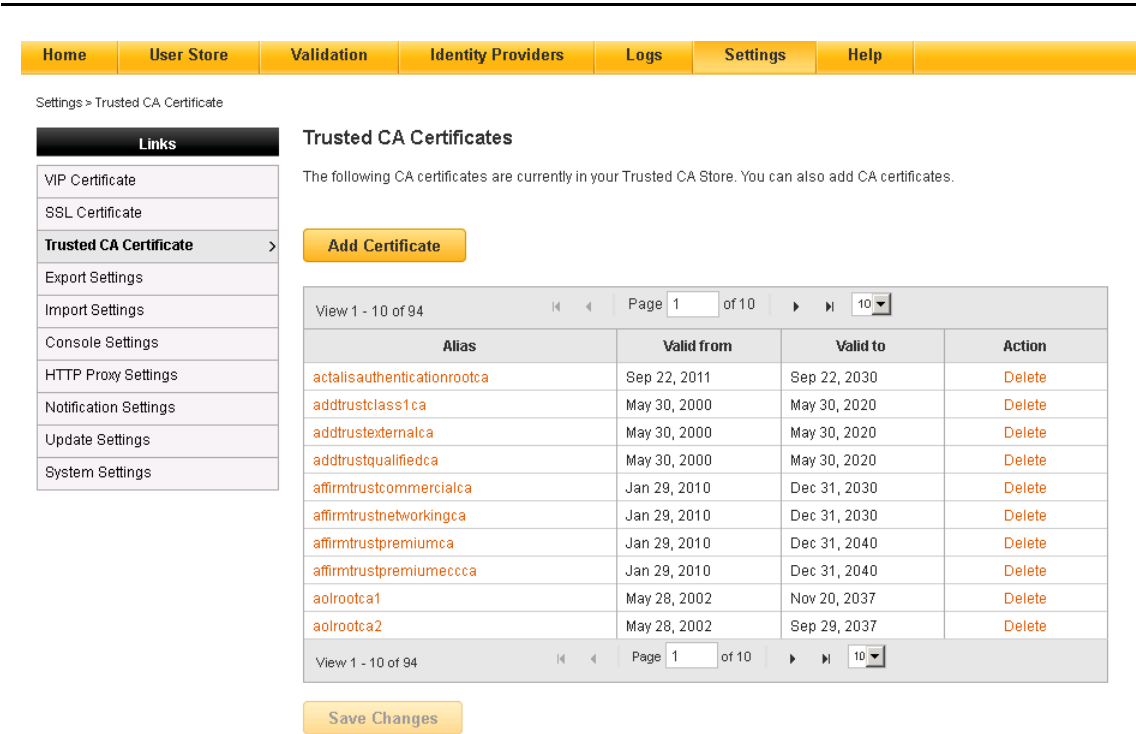 Home User Store Validation Identity Providers Logs Settings Help
Settings > Trusted CA Certificate
Links
VIP Certificate
SSL Certificate
Trusted CA Certificate >
Export Settings
Import Settings
Console Settings
HTTP Proxy Settings
Notification Settings
Update Settings
System Settings
Trusted CA Certificates
The following CA certificates are currently in your Trusted CA Store. You can also add CA certificates.
Add Certificate
View 1 - 10 of 94 Page 1 of 10 10
Alias Valid from Valid to Action
actalisauthenticationrootca Sep 22, 2011 Sep 22, 2030 Delete
addtrustclass1ca May 30, 2000 May 30, 2020 Delete
addtrustexternalca May 30, 2000 May 30, 2020 Delete
addtrustqualifiedca May 30, 2000 May 30, 2020 Delete
affirmtrustcommercialca Jan 29, 2010 Dec 31, 2030 Delete
affirmtrustnetworkingca Jan 29, 2010 Dec 31, 2030 Delete
affirmtrustpremiumca Jan 29, 2010 Dec 31, 2040 Delete
affirmtrustpremiumeccca Jan 29, 2010 Dec 31, 2040 Delete
aolrootca1 May 28, 2002 Nov 20, 2037 Delete
aolrootca2 May 28, 2002 Sep 29, 2037 Delete
View 1 - 10 of 94 Page 1 of 10 10
Save Changes